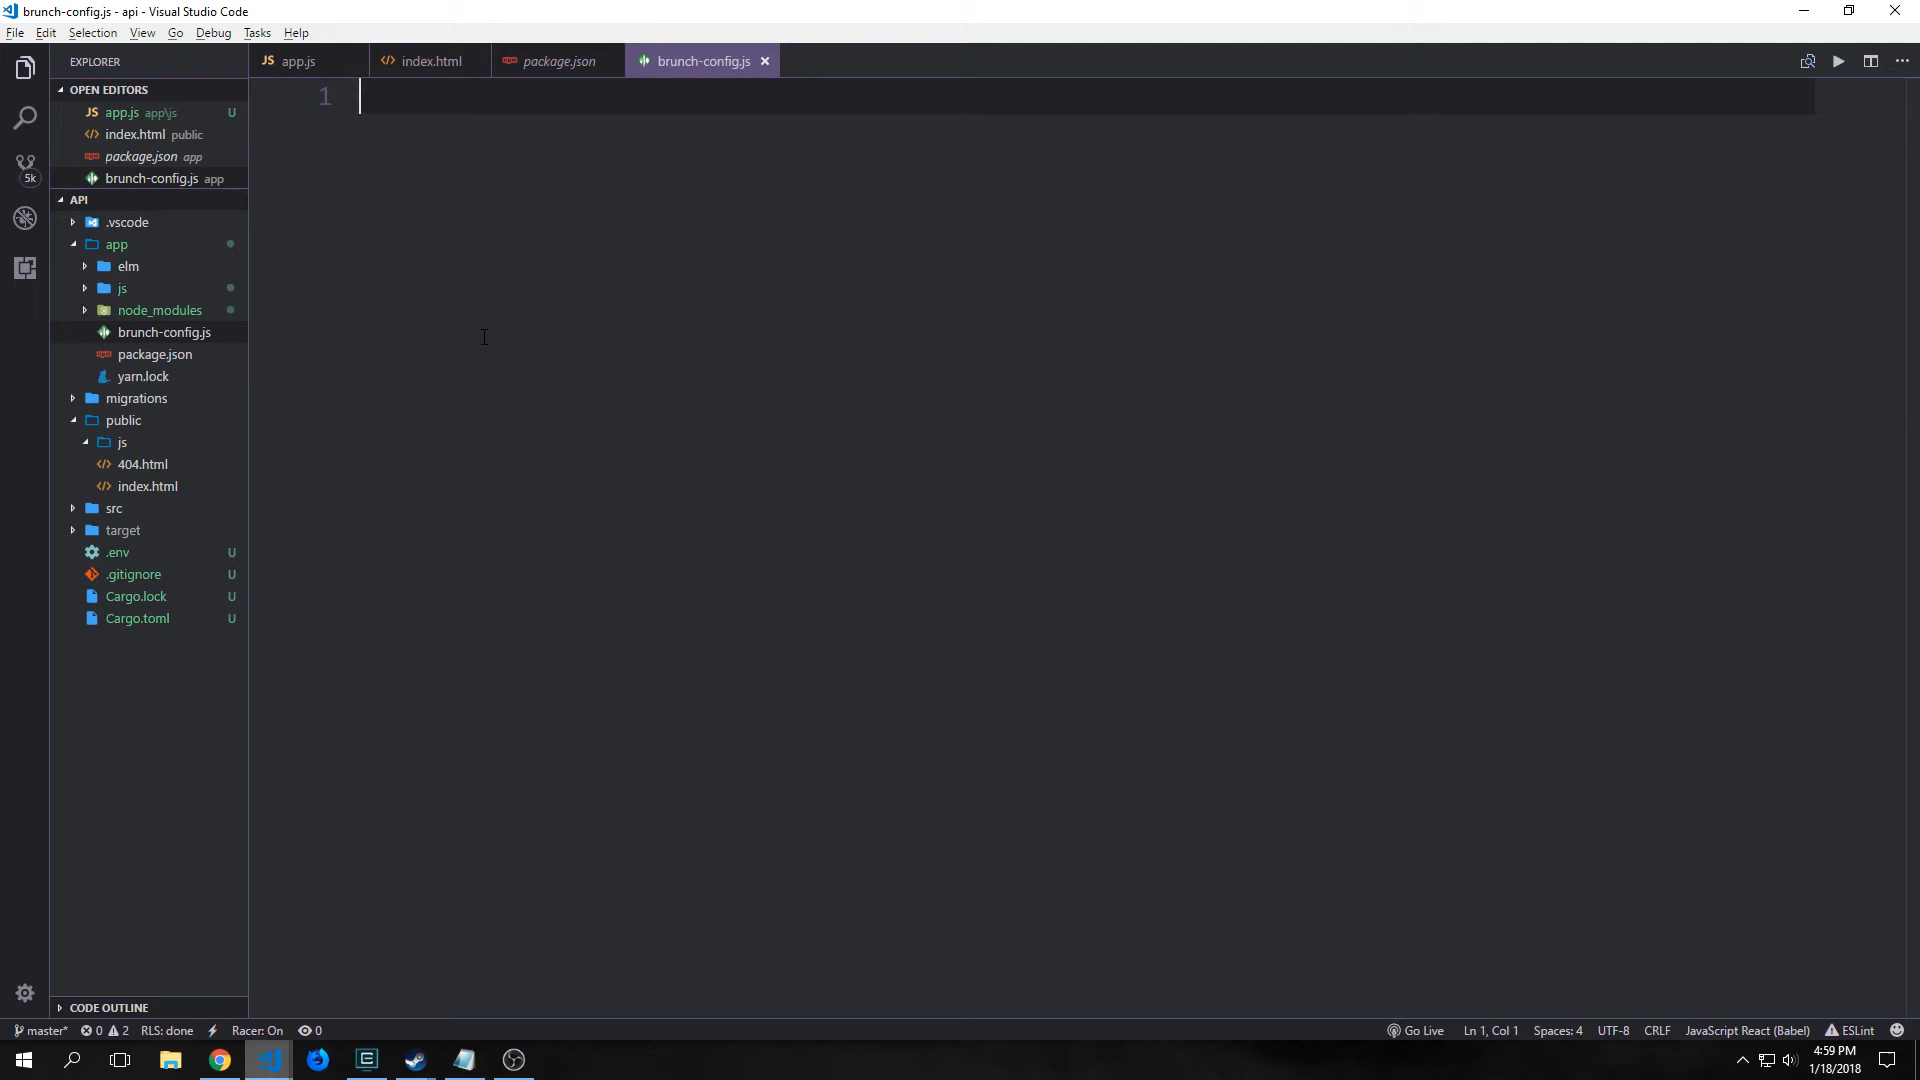 brunch-config.js - api - Visual Studio Code
File Edit Selection View Go Debug Tasks Help
EXPLORER
JS app.js
index.html
package.json
brunch-config.js
OPEN EDITORS
JS app.js app\js U
index.html public
package.json app
brunch-config.js app
API
.vscode
app
elm
js
node_modules
brunch-config.js
package.json
yarn.lock
migrations
public
js
404.html
index.html
src
target
.env U
.gitignore U
Cargo.lock U
Cargo.toml U
CODE OUTLINE
1
5k
master* 0 2 RLS: done Racer: On 0
Go Live Ln 1, Col 1 Spaces: 4 UTF-8 CRLF JavaScript React (Babel) ESLint
4:59 PM
1/18/2018